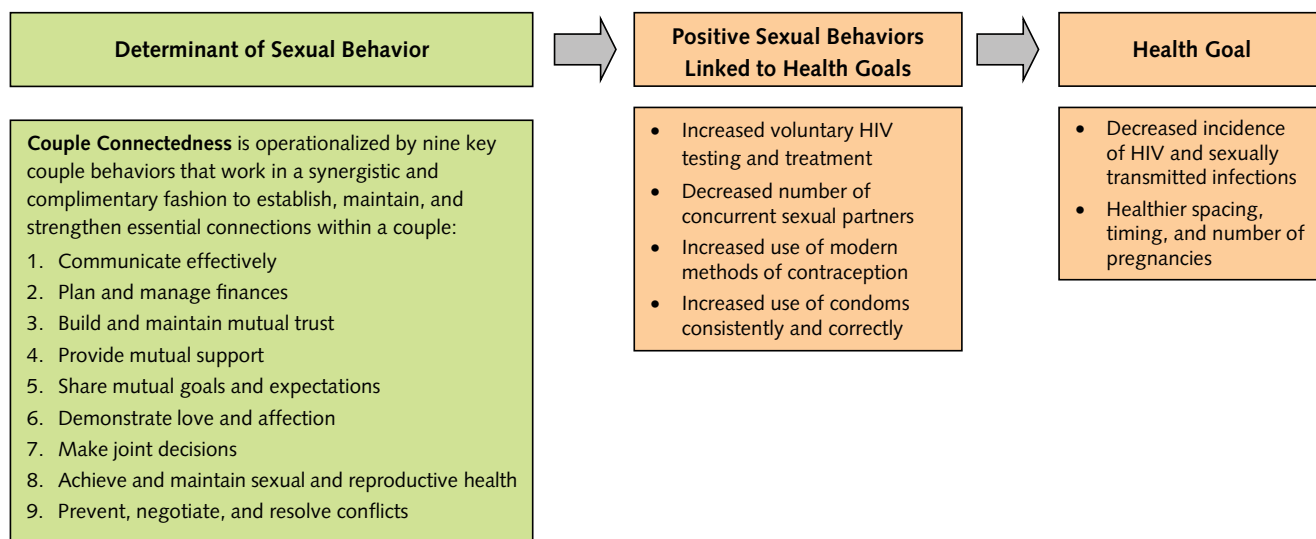 Determinant of Sexual Behavior
Positive Sexual Behaviors
Linked to Health Goals
Health Goal
Couple Connectedness is operationalized by nine key
couple behaviors that work in a synergistic and
complimentary fashion to establish, maintain, and
strengthen essential connections within a couple:
1. Communicate effectively
2. Plan and manage finances
3. Build and maintain mutual trust
4. Provide mutual support
5. Share mutual goals and expectations
6. Demonstrate love and affection
7. Make joint decisions
8. Achieve and maintain sexual and reproductive health
9. Prevent, negotiate, and resolve conflicts
• Increased voluntary HIV
testing and treatment
• Decreased number of
concurrent sexual partners
• Increased use of modern
methods of contraception
• Increased use of condoms
consistently and correctly
• Decreased incidence
of HIV and sexually
transmitted infections
• Healthier spacing,
timing, and number of
pregnancies